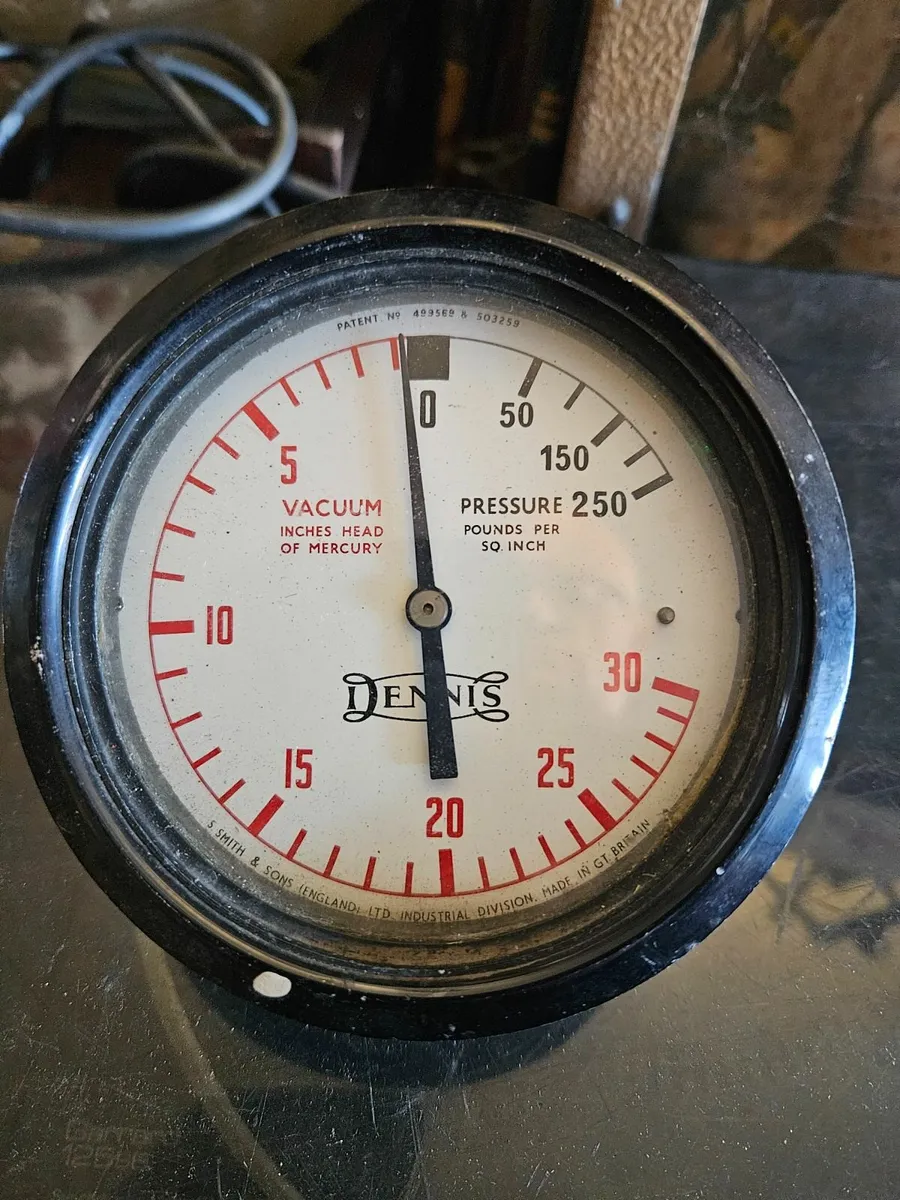 PATENT. Nº 499569 & 503259
0
50
150
250
5
VACUUM
INCHES HEAD
OF MERCURY
PRESSURE
POUNDS PER
SQ. INCH
10
30
DENNIS
15
25
20
S SMITH & SONS (ENGLAND) LTD. INDUSTRIAL DIVISION. MADE IN GT. BRITAIN